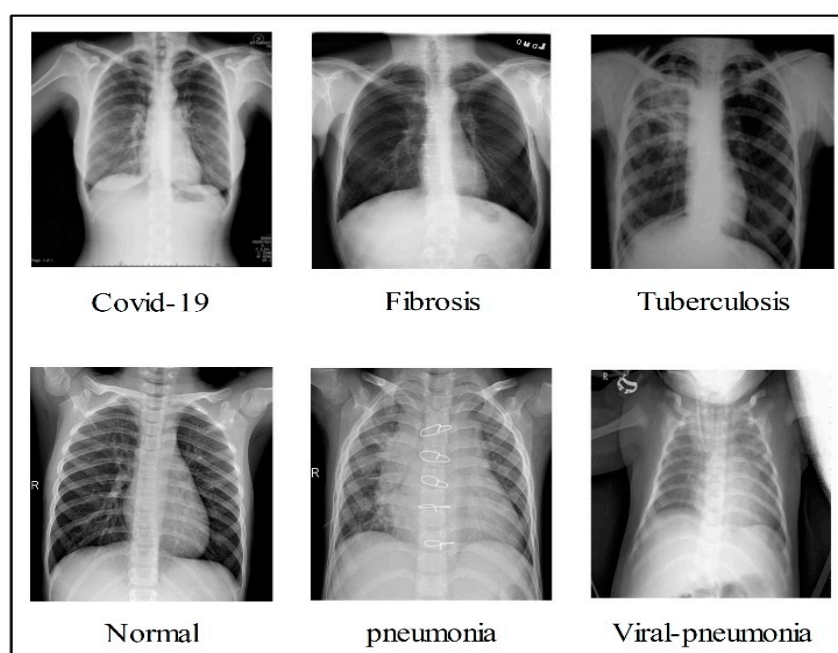 Covid-19
Fibrosis
Tuberculosis
R
R
R
Normal
pneumonia
Viral-pneumonia